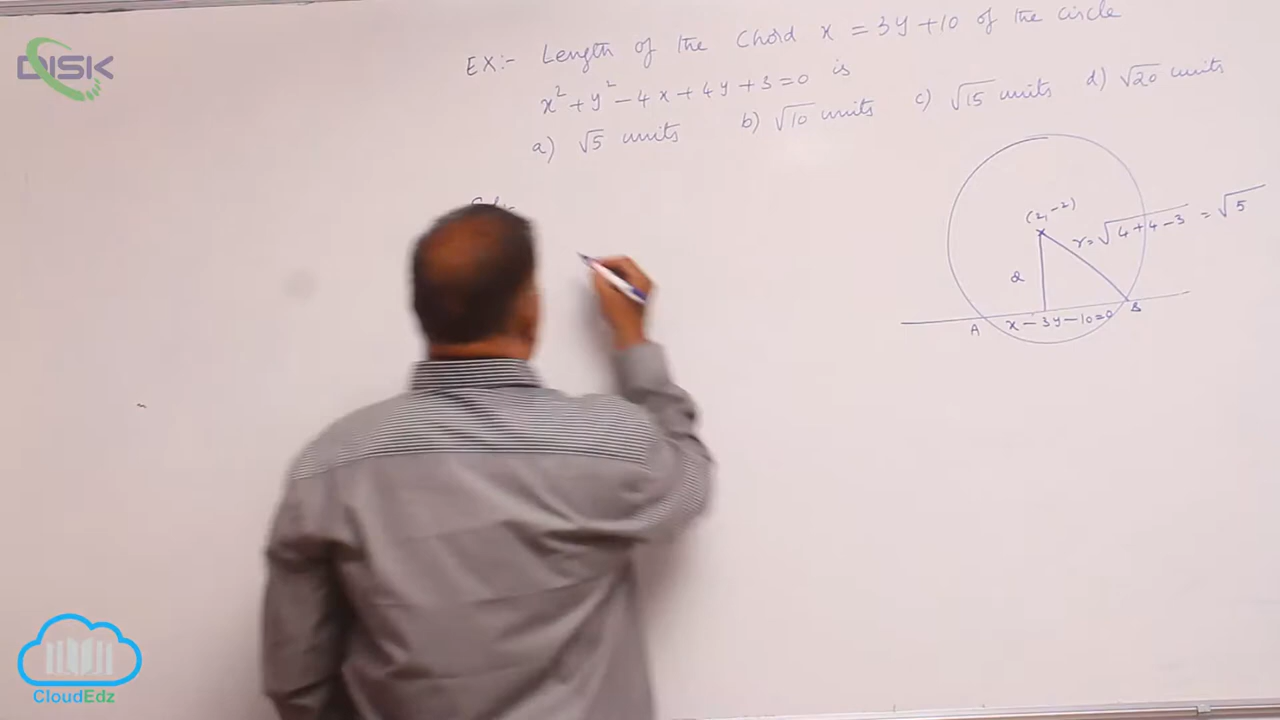 DISK
EX:- Length of the Chord x = 3y+10 of the circle
x²+y²-4x+4y+3=0 is
a) √5 units b) √10 units c) √15 units d) √20 units
Sol:-
(2,-2)
r=√4+4-3 = √5
d
A x-3y-10=0 B
CloudEdz